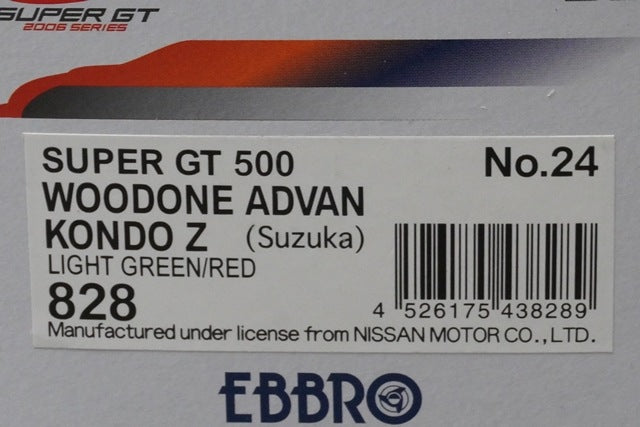 SUPER GT
2006 SERIES
SUPER GT 500
No.24
WOODONE ADVAN
KONDO Z (Suzuka)
LIGHT GREEN/RED
828
4 526175 438289
Manufactured under license from NISSAN MOTOR CO.,LTD.
EBBRO